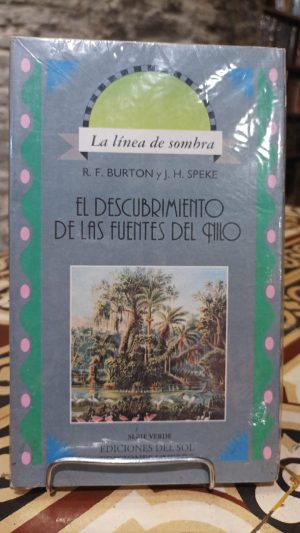 La línea de sombra
R. F. BURTON y J. H. SPEKE
EL DESCUBRIMIENTO
DE LAS FUENTES DEL NILO
SERIE VERDE
EDICIONES DEL SOL